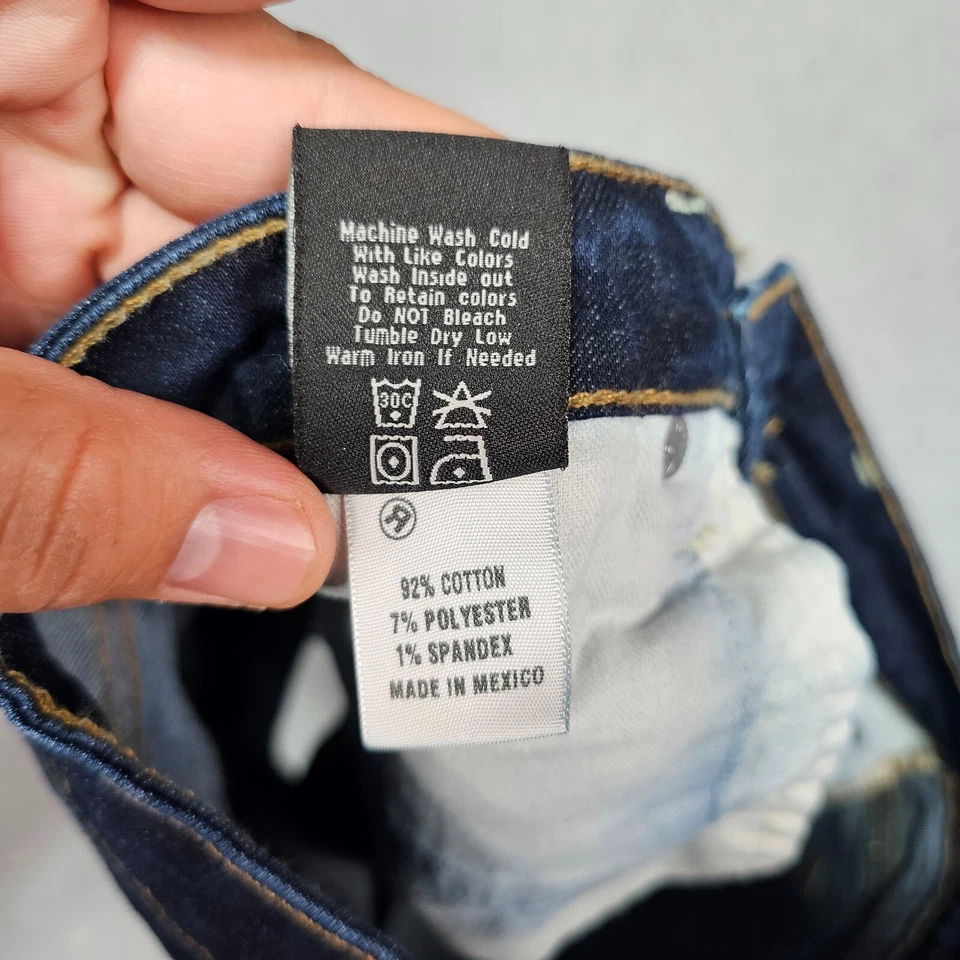 Machine Wash Cold
With Like Colors
Wash Inside out
To Retain colors
Do NOT Bleach
Tumble Dry Low
Warm Iron If Needed
30C
®
92% COTTON
7% POLYESTER
1% SPANDEX
MADE IN MEXICO